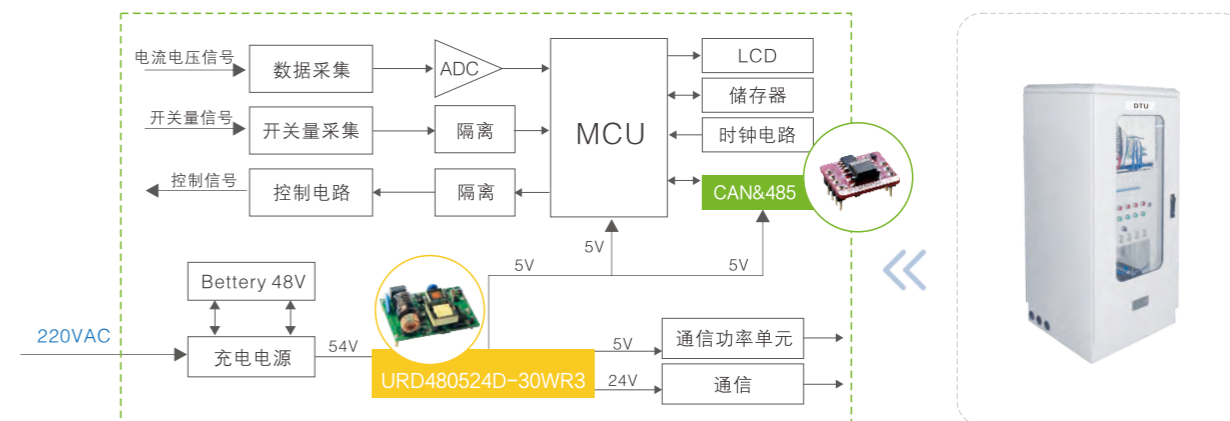 电流电压信号
数据采集
ADC
MCU
LCD
储存器
开关量信号
开关量采集
隔离
时钟电路
控制信号
控制电路
隔离
CAN&485
5V
5V
5V
Bettery 48V
220VAC
充电电源
54V
URD480524D-30WR3
5V
通信功率单元
24V
通信
DTU